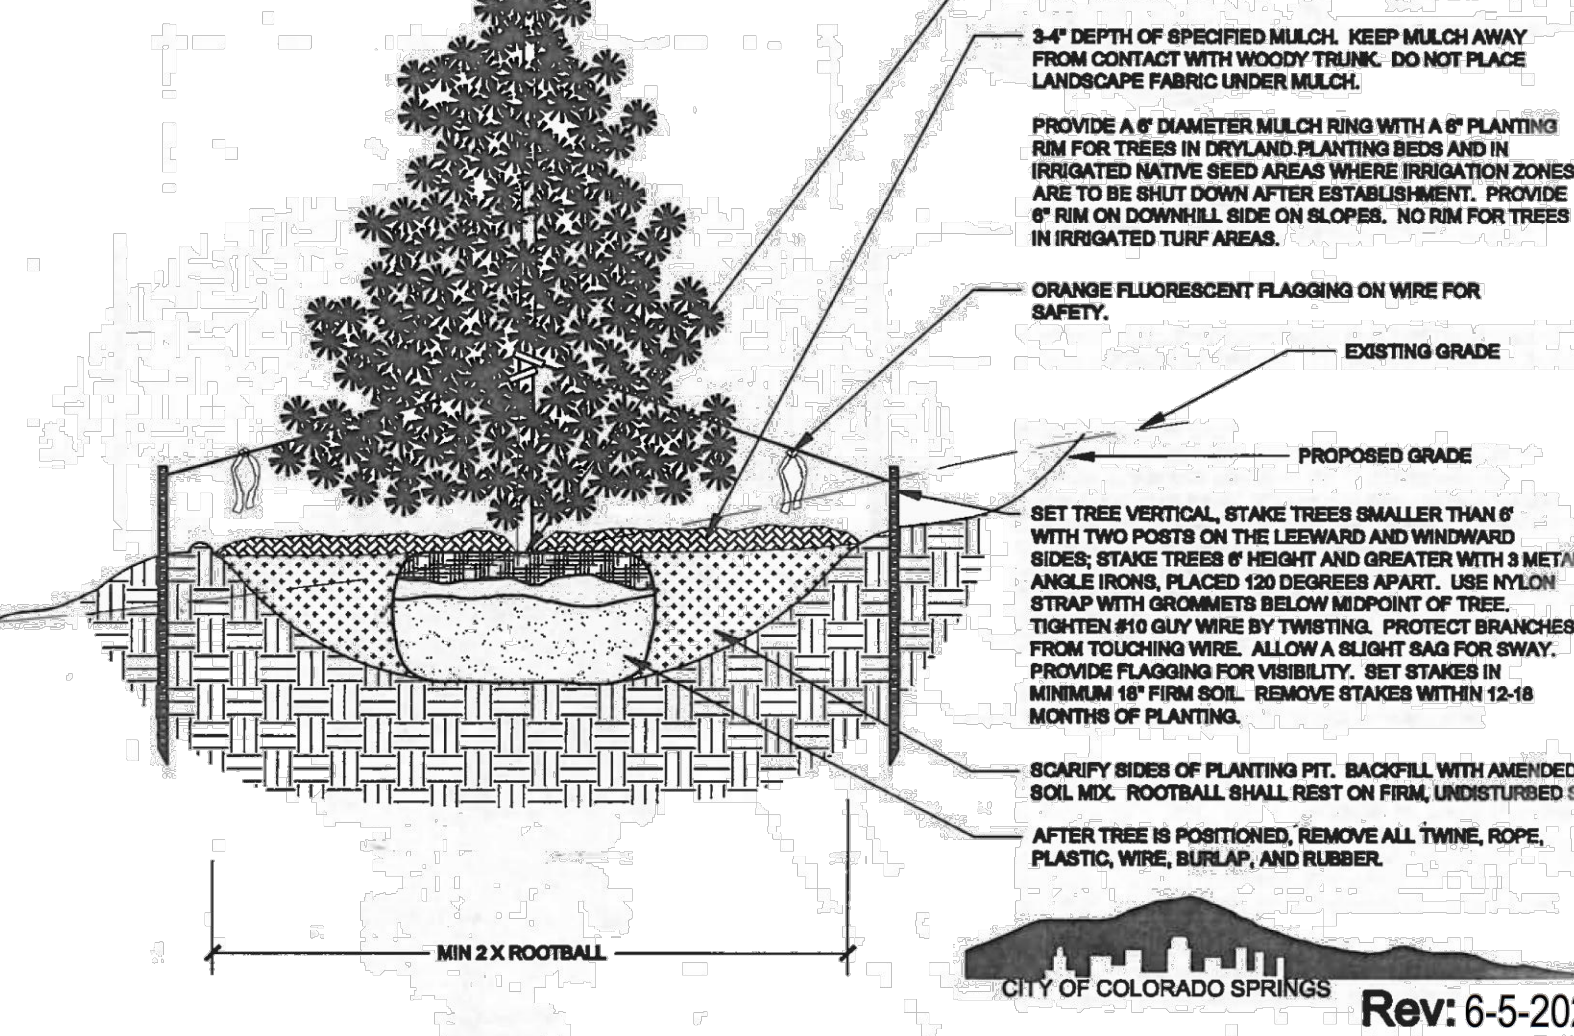 3-4" DEPTH OF SPECIFIED MULCH. KEEP MULCH AWAY
FROM CONTACT WITH WOODY TRUNK. DO NOT PLACE
LANDSCAPE FABRIC UNDER MULCH.
PROVIDE A 6' DIAMETER MULCH RING WITH A 6" PLANTING
RIM FOR TREES IN DRYLAND PLANTING BEDS AND IN
IRRIGATED NATIVE SEED AREAS WHERE IRRIGATION ZONES
ARE TO BE SHUT DOWN AFTER ESTABLISHMENT. PROVIDE
6" RIM ON DOWNHILL SIDE ON SLOPES. NO RIM FOR TREES
IN IRRIGATED TURF AREAS.
ORANGE FLUORESCENT FLAGGING ON WIRE FOR
SAFETY.
EXISTING GRADE
PROPOSED GRADE
SET TREE VERTICAL, STAKE TREES SMALLER THAN 6'
WITH TWO POSTS ON THE LEEWARD AND WINDWARD
SIDES; STAKE TREES 6' HEIGHT AND GREATER WITH 3 META
ANGLE IRONS, PLACED 120 DEGREES APART. USE NYLON
STRAP WITH GROMMETS BELOW MIDPOINT OF TREE.
TIGHTEN #10 GUY WIRE BY TWISTING. PROTECT BRANCHES
FROM TOUCHING WIRE. ALLOW A SLIGHT SAG FOR SWAY.
PROVIDE FLAGGING FOR VISIBILITY. SET STAKES IN
MINIMUM 18" FIRM SOIL. REMOVE STAKES WITHIN 12-18
MONTHS OF PLANTING.
SCARIFY SIDES OF PLANTING PIT. BACKFILL WITH AMENDED
SOIL MIX. ROOTBALL SHALL REST ON FIRM, UNDISTURBED
AFTER TREE IS POSITIONED, REMOVE ALL TWINE, ROPE,
PLASTIC, WIRE, BURLAP, AND RUBBER.
MIN 2 X ROOTBALL
CITY OF COLORADO SPRINGS
Rev: 6-5-202